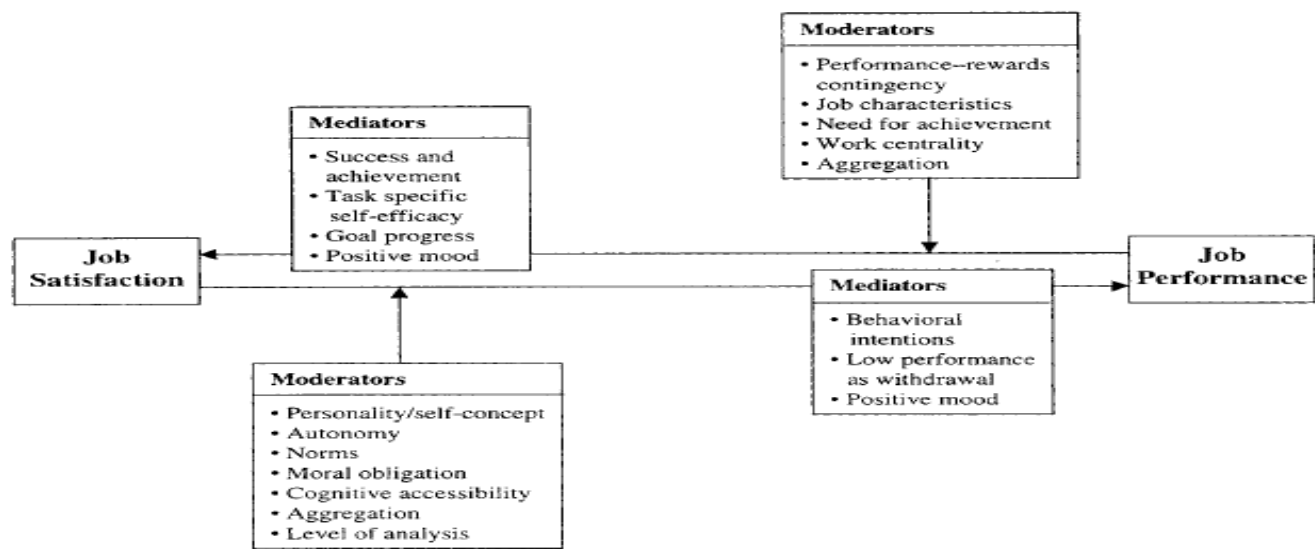 Moderators
• Performance--rewards
contingency
• Job characteristics
• Need for achievement
• Work centrality
• Aggregation
Mediators
• Success and
achievement
• Task specific
self-efficacy
• Goal progress
• Positive mood
Job
Satisfaction
Job
Performance
Mediators
• Behavioral
intentions
• Low performance
as withdrawal
• Positive mood
Moderators
• Personality/self-concept
• Autonomy
• Norms
• Moral obligation
• Cognitive accessibility
• Aggregation
• Level of analysis